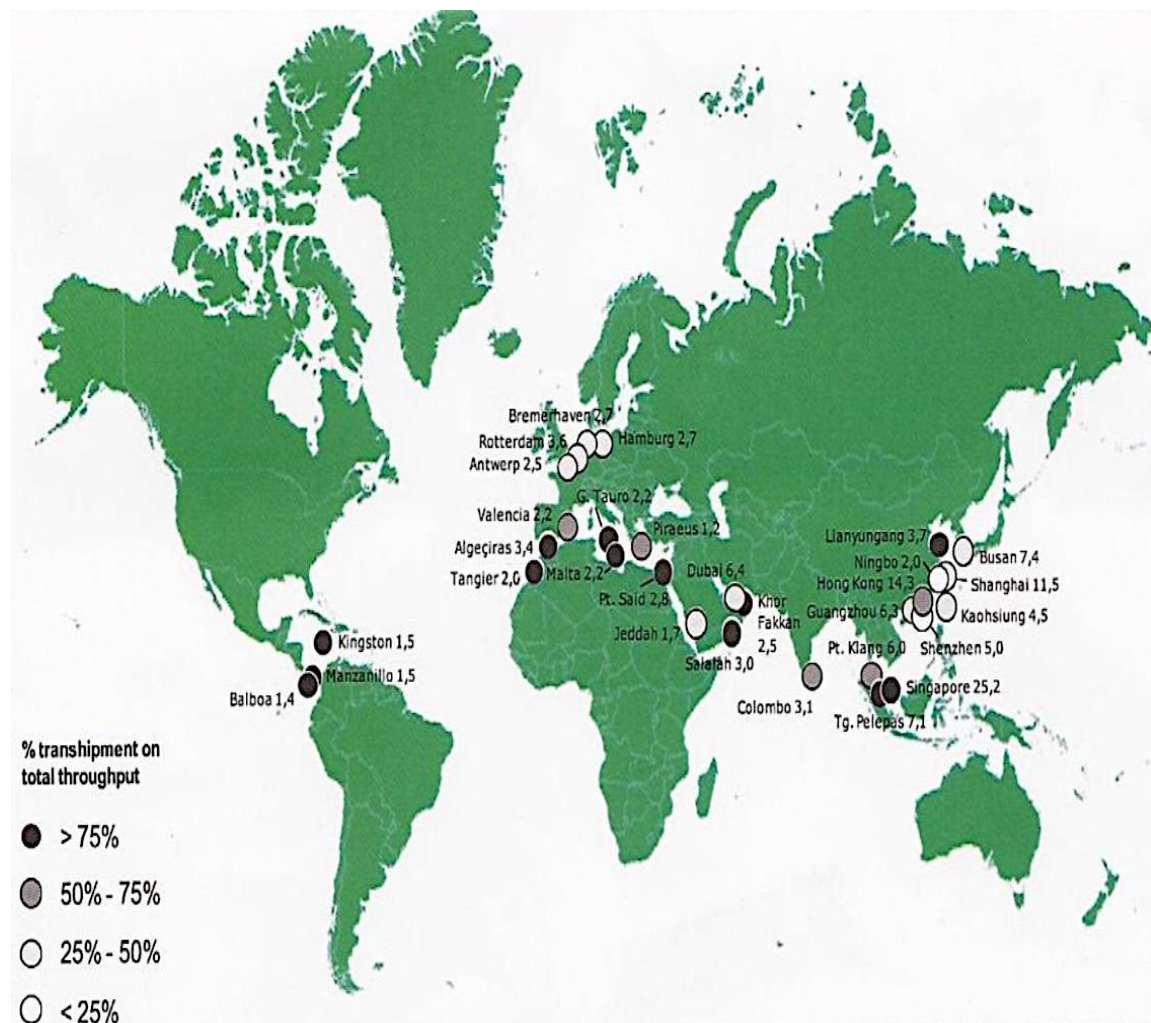 Bremerhaven 2,7
Rotterdam 3,6
Hamburg 2,7
Antwerp 2,5
G. Tauro 2,2
Valencia 2,2
Piraeus 1,2
Algeçiras 3,4
Tangier 2,0
Malta 2,2
Pt. Said 2,8
Dubai 6,4
Khor
Fakkan
2,5
Jeddah 1,7
Salalah 3,0
Lianyungang 3,7
Busan 7,4
Ningbo 2,0
Hong Kong 14,3
Shanghai 11,5
Guangzhou 6,3
Kaohsiung 4,5
Pt. Klang 6,0
Shenzhen 5,0
Colombo 3,1
Singapore 25,2
Tg. Pelepas 7,1
Kingston 1,5
Manzanillo 1,5
Balboa 1,4
% transhipment on
total throughput
> 75%
50% - 75%
25% - 50%
< 25%